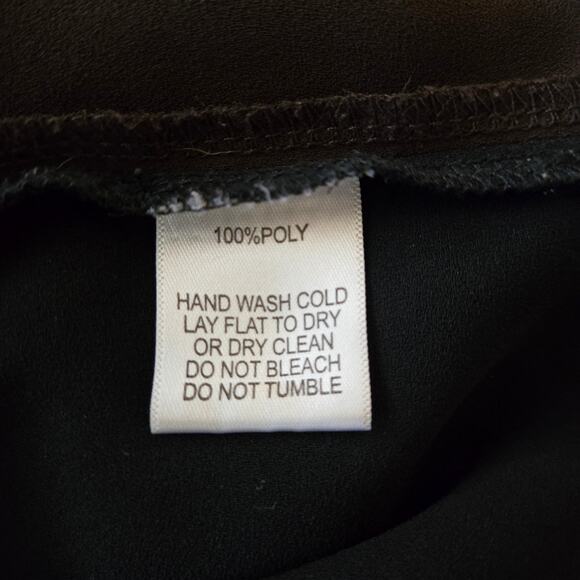 100%POLY
HAND WASH COLD
LAY FLAT TO DRY
OR DRY CLEAN
DO NOT BLEACH
DO NOT TUMBLE